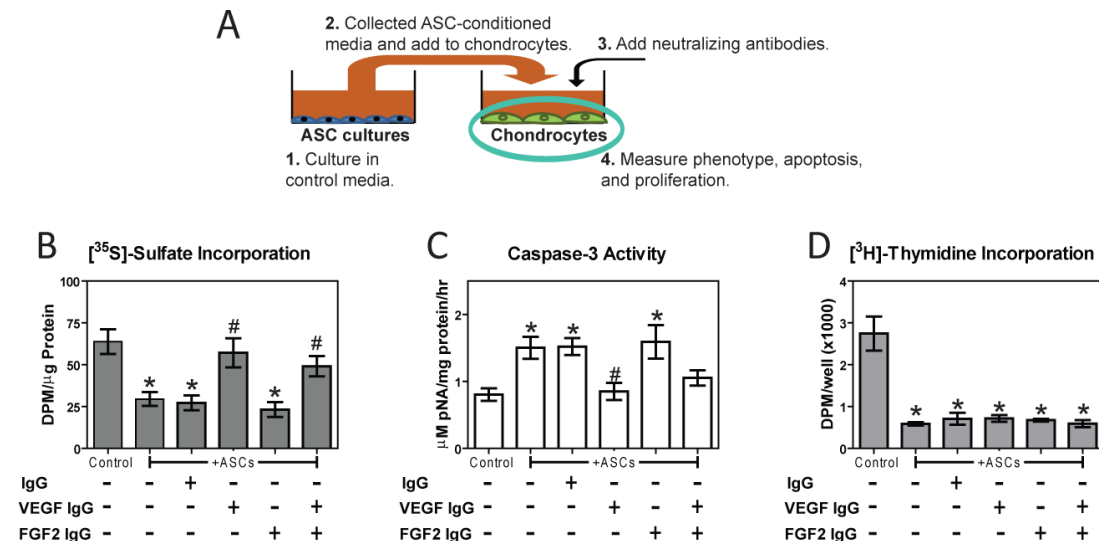 A
2. Collected ASC-conditioned
media and add to chondrocytes.
3. Add neutralizing antibodies.
ASC cultures
Chondrocytes
1. Culture in
control media.
4. Measure phenotype, apoptosis,
and proliferation.
B
[³⁵S]-Sulfate Incorporation
DPM/µg Protein
100
75
50
25
0
* * # * #
Control
+ASCs
IgG - - + - - -
VEGF IgG - - - + - +
FGF2 IgG - - - - + +
C
Caspase-3 Activity
µM pNA/mg protein/hr
2
1
0
* * # *
Control
+ASCs
IgG - - + - - -
VEGF IgG - - - + - +
FGF2 IgG - - - - + +
D
[³H]-Thymidine Incorporation
DPM/well (x1000)
4
3
2
1
0
* * * * *
Control
+ASCs
IgG - - + - - -
VEGF IgG - - - + - +
FGF2 IgG - - - - + +